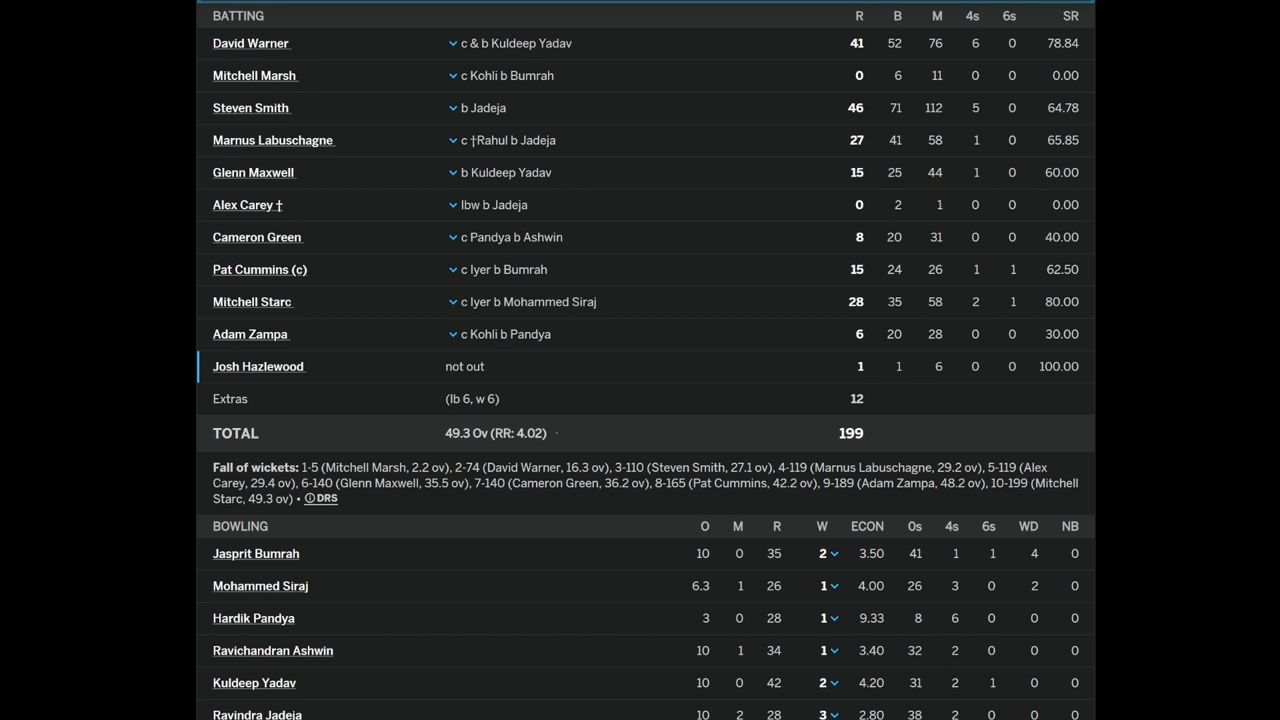 BATTING R B M 4s 6s SR
David Warner c & b Kuldeep Yadav 41 52 76 6 0 78.84
Mitchell Marsh c Kohli b Bumrah 0 6 11 0 0 0.00
Steven Smith b Jadeja 46 71 112 5 0 64.78
Marnus Labuschagne c †Rahul b Jadeja 27 41 58 1 0 65.85
Glenn Maxwell b Kuldeep Yadav 15 25 44 1 0 60.00
Alex Carey † lbw b Jadeja 0 2 1 0 0 0.00
Cameron Green c Pandya b Ashwin 8 20 31 0 0 40.00
Pat Cummins (c) c Iyer b Bumrah 15 24 26 1 1 62.50
Mitchell Starc c Iyer b Mohammed Siraj 28 35 58 2 1 80.00
Adam Zampa c Kohli b Pandya 6 20 28 0 0 30.00
Josh Hazlewood not out 1 1 6 0 0 100.00
Extras (lb 6, w 6) 12
TOTAL 49.3 Ov (RR: 4.02) 199
Fall of wickets: 1-5 (Mitchell Marsh, 2.2 ov), 2-74 (David Warner, 16.3 ov), 3-110 (Steven Smith, 27.1 ov), 4-119 (Marnus Labuschagne, 29.2 ov), 5-119 (Alex
Carey, 29.4 ov), 6-140 (Glenn Maxwell, 35.5 ov), 7-140 (Cameron Green, 36.2 ov), 8-165 (Pat Cummins, 42.2 ov), 9-189 (Adam Zampa, 48.2 ov), 10-199 (Mitchell
Starc, 49.3 ov) • DRS
BOWLING O M R W ECON 0s 4s 6s WD NB
Jasprit Bumrah 10 0 35 2 3.50 41 1 1 4 0
Mohammed Siraj 6.3 1 26 1 4.00 26 3 0 2 0
Hardik Pandya 3 0 28 1 9.33 8 6 0 0 0
Ravichandran Ashwin 10 1 34 1 3.40 32 2 0 0 0
Kuldeep Yadav 10 0 42 2 4.20 31 2 1 0 0
Ravindra Jadeja 10 2 28 3 2.80 38 2 0 0 0